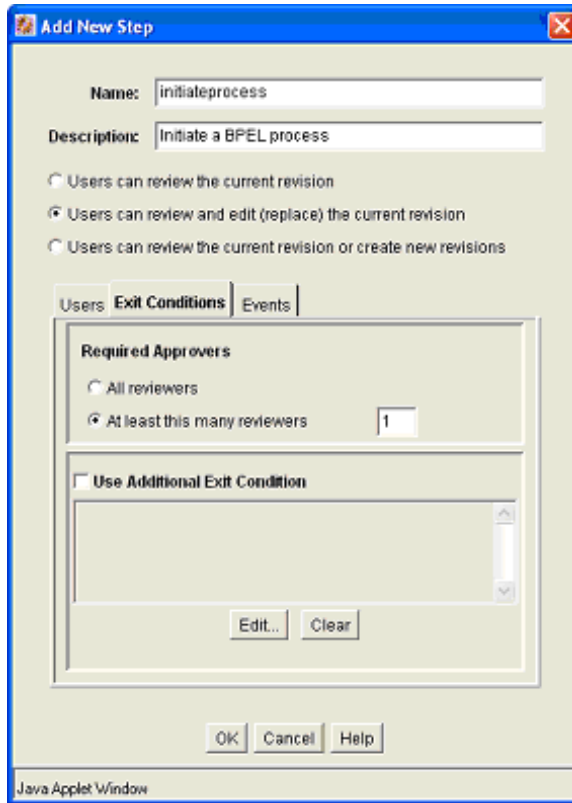 Add New Step
Name: initiateprocess
Description: Initiate a BPEL process
Users can review the current revision
Users can review and edit (replace) the current revision
Users can review the current revision or create new revisions
Users Exit Conditions Events
Required Approvers
All reviewers
At least this many reviewers 1
Use Additional Exit Condition
Edit... Clear
OK Cancel Help
Java Applet Window